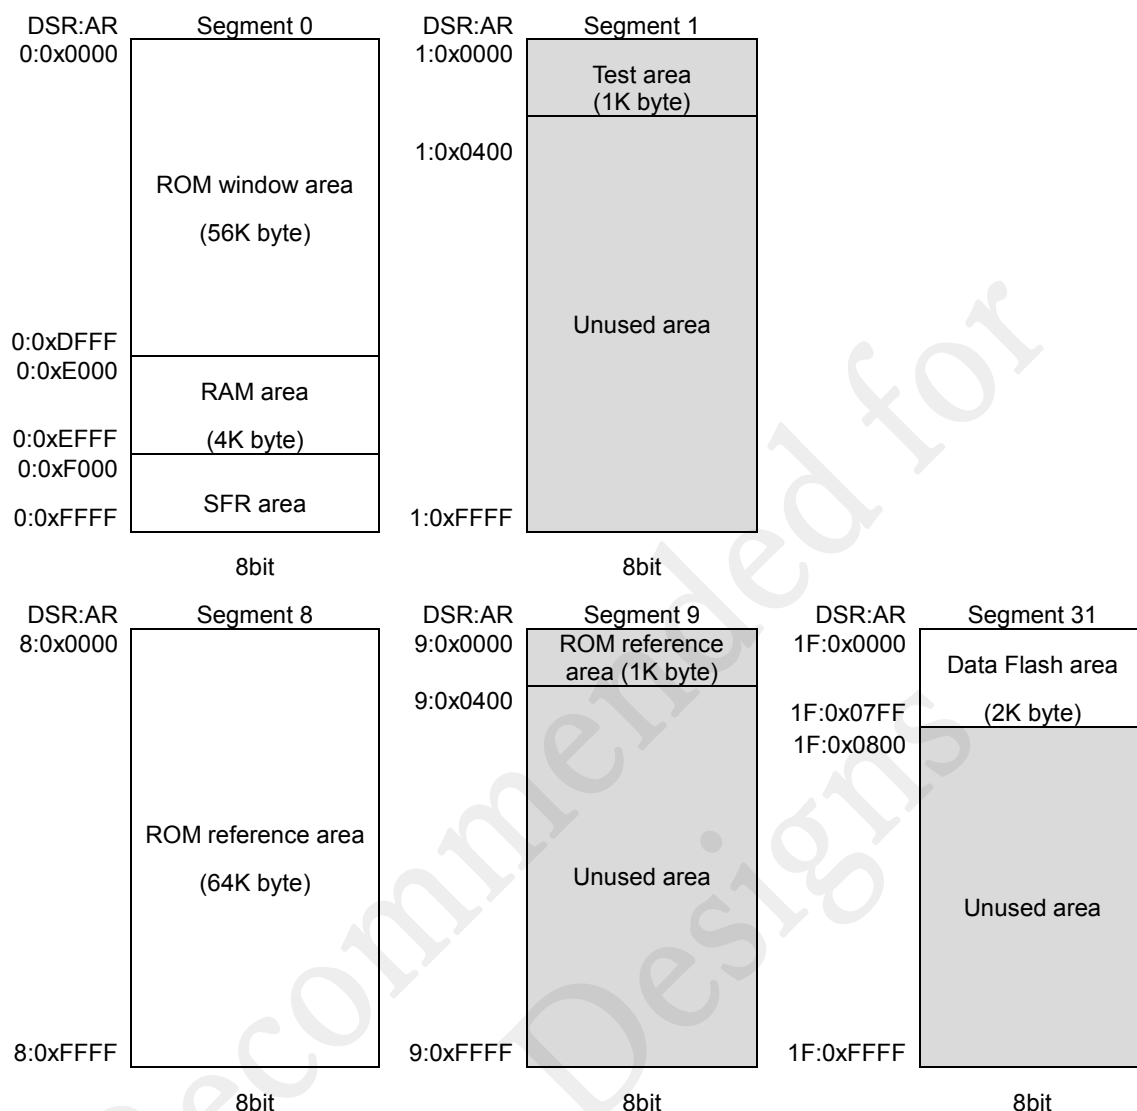 DSR:AR Segment 0
0:0x0000
ROM window area
(56K byte)
0:0xDFFF
0:0xE000
RAM area
0:0xEFFF (4K byte)
0:0xF000
SFR area
0:0xFFFF
8bit
DSR:AR Segment 1
1:0x0000
Test area
(1K byte)
1:0x0400
Unused area
1:0xFFFF
8bit
DSR:AR Segment 8
8:0x0000
ROM reference area
(64K byte)
8:0xFFFF
8bit
DSR:AR Segment 9
9:0x0000 ROM reference
area (1K byte)
9:0x0400
Unused area
9:0xFFFF
8bit
DSR:AR Segment 31
1F:0x0000
Data Flash area
1F:0x07FF (2K byte)
1F:0x0800
Unused area
1F:0xFFFF
8bit
Recommended for
Designs